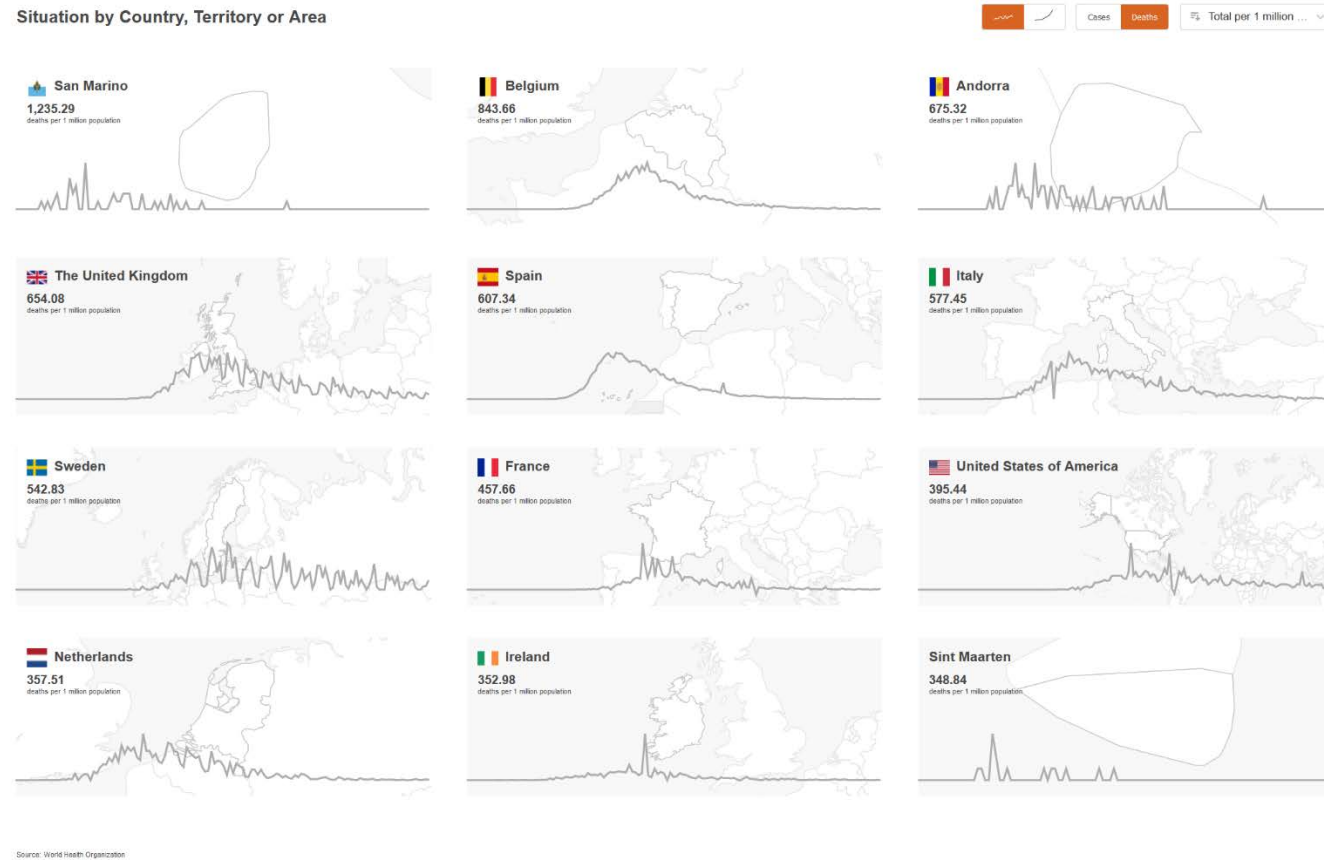 Situation by Country, Territory or Area
Cases
Deaths
Total per 1 million ...
San Marino
1,235.29
deaths per 1 million population
Belgium
843.66
deaths per 1 million population
Andorra
675.32
deaths per 1 million population
The United Kingdom
654.08
deaths per 1 million population
Spain
607.34
deaths per 1 million population
Italy
577.45
deaths per 1 million population
Sweden
542.83
deaths per 1 million population
France
457.66
deaths per 1 million population
United States of America
395.44
deaths per 1 million population
Netherlands
357.51
deaths per 1 million population
Ireland
352.98
deaths per 1 million population
Sint Maarten
348.84
deaths per 1 million population
Source: World Health Organization